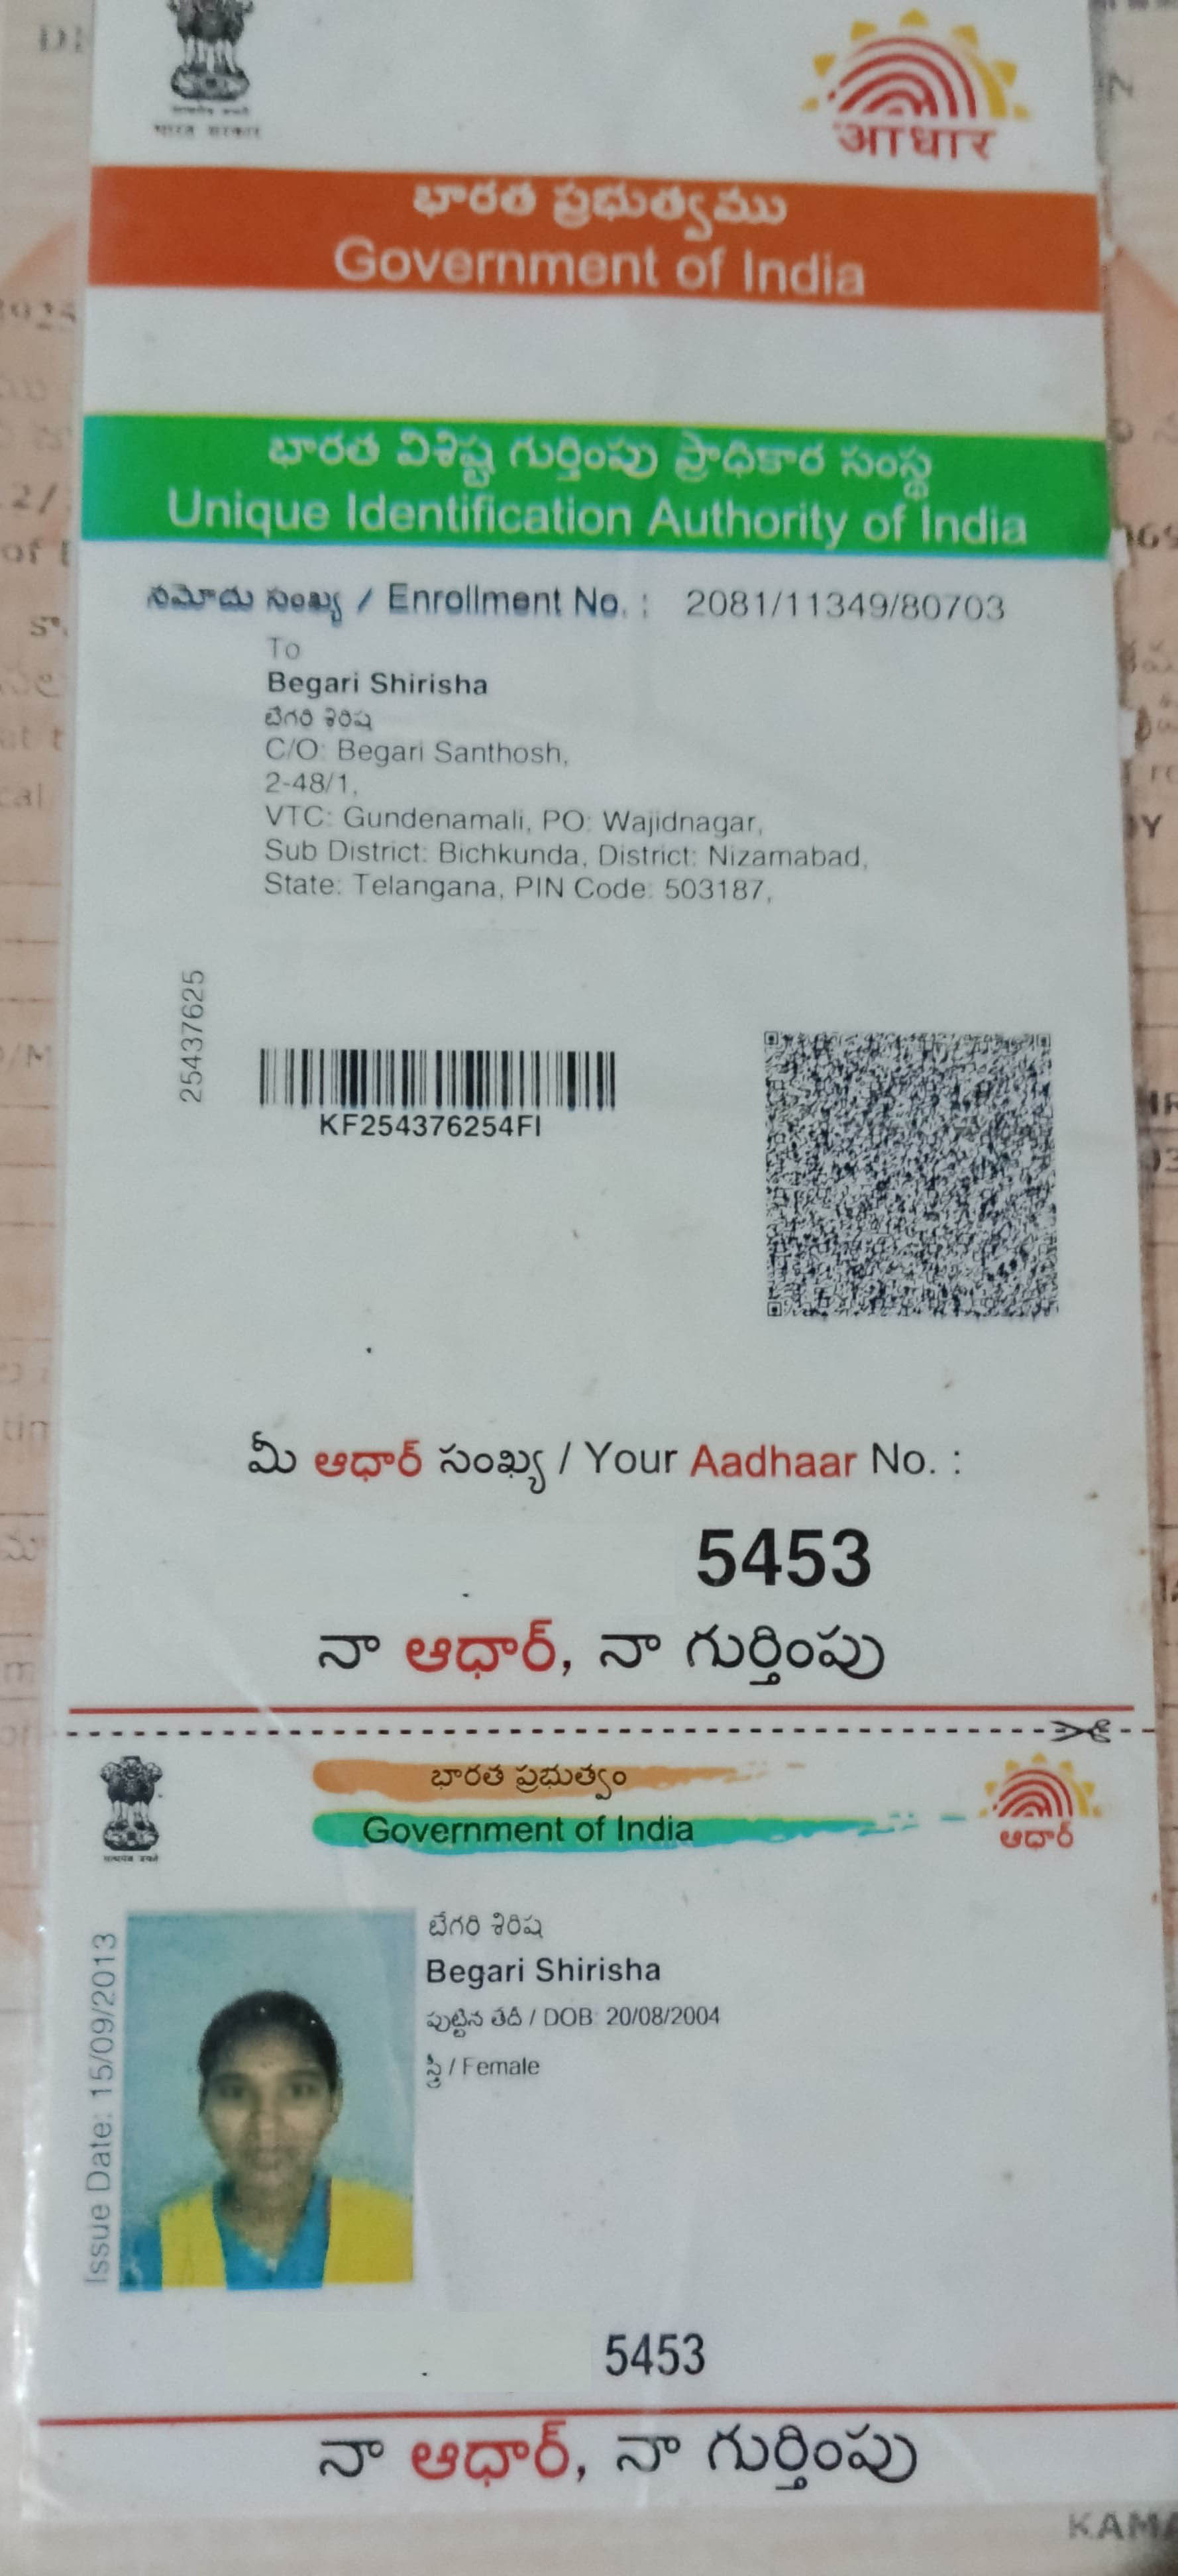 भारत सरकार
आधार
భారత ప్రభుత్వము
Government of India
భారత విశిష్ట గుర్తింపు ప్రాధికార సంస్థ
Unique Identification Authority of India
నమోదు సంఖ్య / Enrollment No. : 2081/11349/80703
To
Begari Shirisha
బేగరి శిరిష
C/O: Begari Santhosh,
2-48/1,
VTC: Gundenamali, PO: Wajidnagar,
Sub District: Bichkunda, District: Nizamabad,
State: Telangana, PIN Code: 503187,
25437625
KF254376254FI
మీ ఆధార్ సంఖ్య / Your Aadhaar No. :
5453
నా ఆధార్, నా గుర్తింపు
భారత ప్రభుత్వం
Government of India
ఆధార్
Issue Date: 15/09/2013
బేగరి శిరిష
Begari Shirisha
పుట్టిన తేదీ / DOB: 20/08/2004
స్త్రీ / Female
5453
నా ఆధార్, నా గుర్తింపు